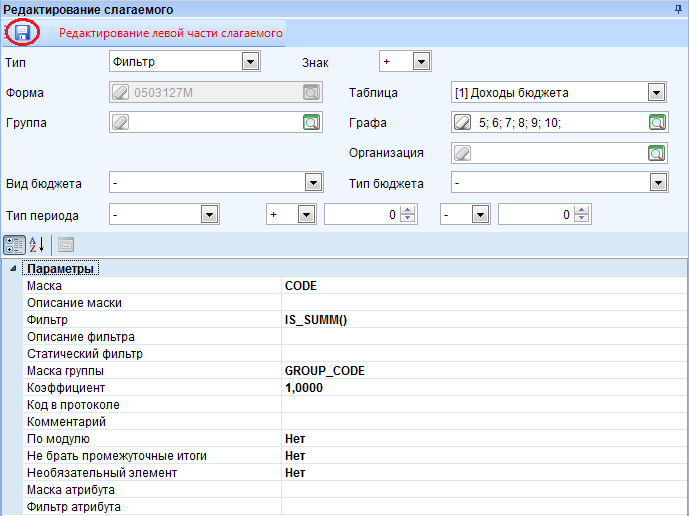 Редактирование слагаемого
Редактирование левой части слагаемого
Тип Фильтр Знак +
Форма 0503127М Таблица [1] Доходы бюджета
Группа Графа 5; 6; 7; 8; 9; 10;
Организация
Вид бюджета - Тип бюджета -
Тип периода - + 0 - 0
Параметры
Маска CODE
Описание маски
Фильтр IS_SUMM()
Описание фильтра
Статический фильтр
Маска группы GROUP_CODE
Коэффициент 1,0000
Код в протоколе
Комментарий
По модулю Нет
Не брать промежуточные итоги Нет
Необязательный элемент Нет
Маска атрибута
Фильтр атрибута